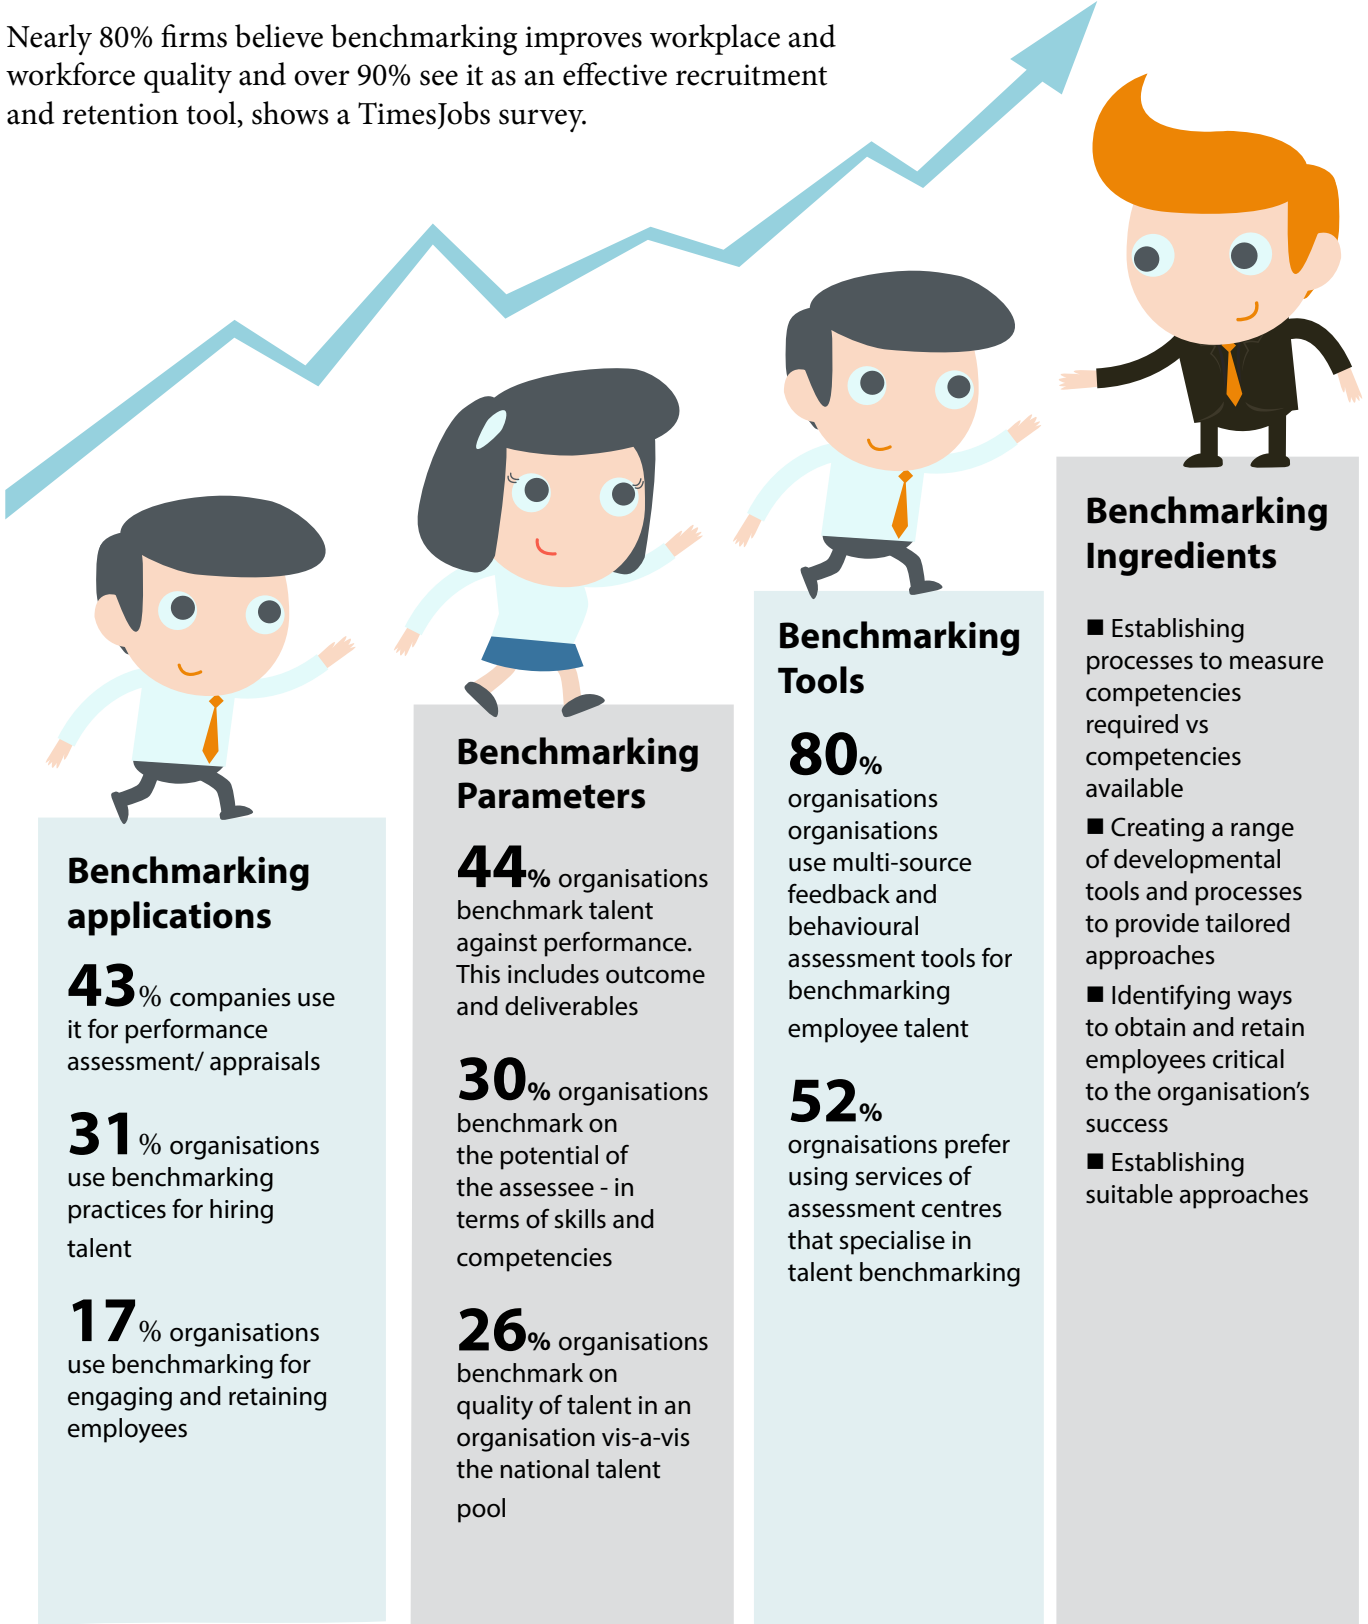 Nearly 80% firms believe benchmarking improves workplace and
workforce quality and over 90% see it as an effective recruitment
and retention tool, shows a TimesJobs survey.
Benchmarking
applications
43% companies use
it for performance
assessment/ appraisals
31% organisations
use benchmarking
practices for hiring
talent
17% organisations
use benchmarking for
engaging and retaining
employees
Benchmarking
Parameters
44% organisations
benchmark talent
against performance.
This includes outcome
and deliverables
30% organisations
benchmark on
the potential of
the assessee - in
terms of skills and
competencies
26% organisations
benchmark on
quality of talent in an
organisation vis-a-vis
the national talent
pool
Benchmarking
Tools
80%
organisations
organisations
use multi-source
feedback and
behavioural
assessment tools for
benchmarking
employee talent
52%
orgnaisations prefer
using services of
assessment centres
that specialise in
talent benchmarking
Benchmarking
Ingredients
■ Establishing
processes to measure
competencies
required vs
competencies
available
■ Creating a range
of developmental
tools and processes
to provide tailored
approaches
■ Identifying ways
to obtain and retain
employees critical
to the organisation's
success
■ Establishing
suitable approaches